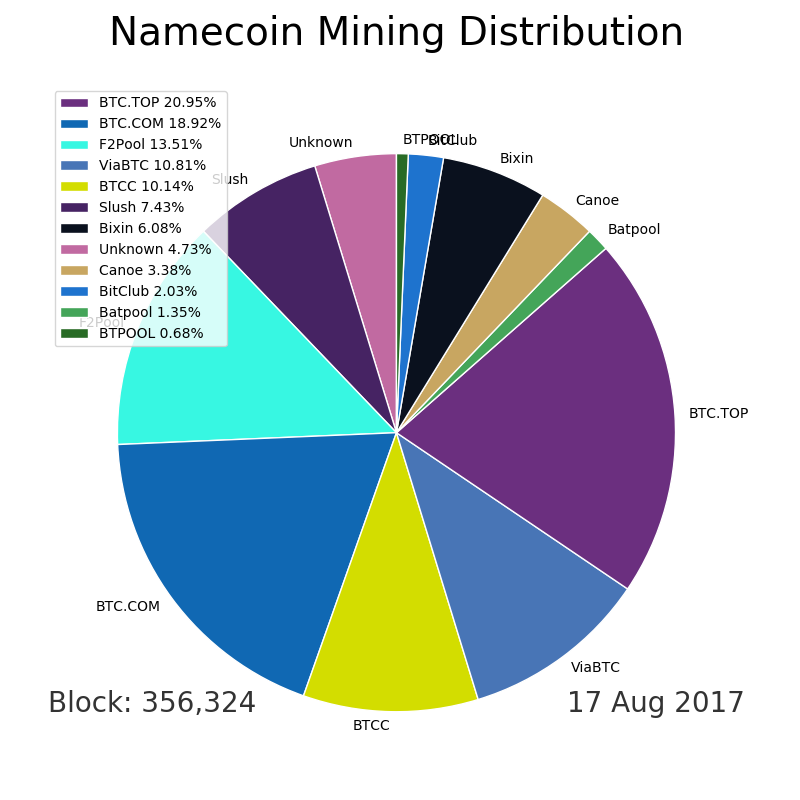 Namecoin Mining Distribution
BTC.TOP 20.95%
BTC.COM 18.92%
F2Pool 13.51%
ViaBTC 10.81%
BTCC 10.14%
Slush 7.43%
Bixin 6.08%
Unknown 4.73%
Canoe 3.38%
BitClub 2.03%
Batpool 1.35%
BTPOOL 0.68%
Unknown
BTPOOL
BitClub
Bixin
Slush
Canoe
Batpool
F2Pool
BTC.TOP
BTC.COM
ViaBTC
BTCC
Block: 356,324
17 Aug 2017